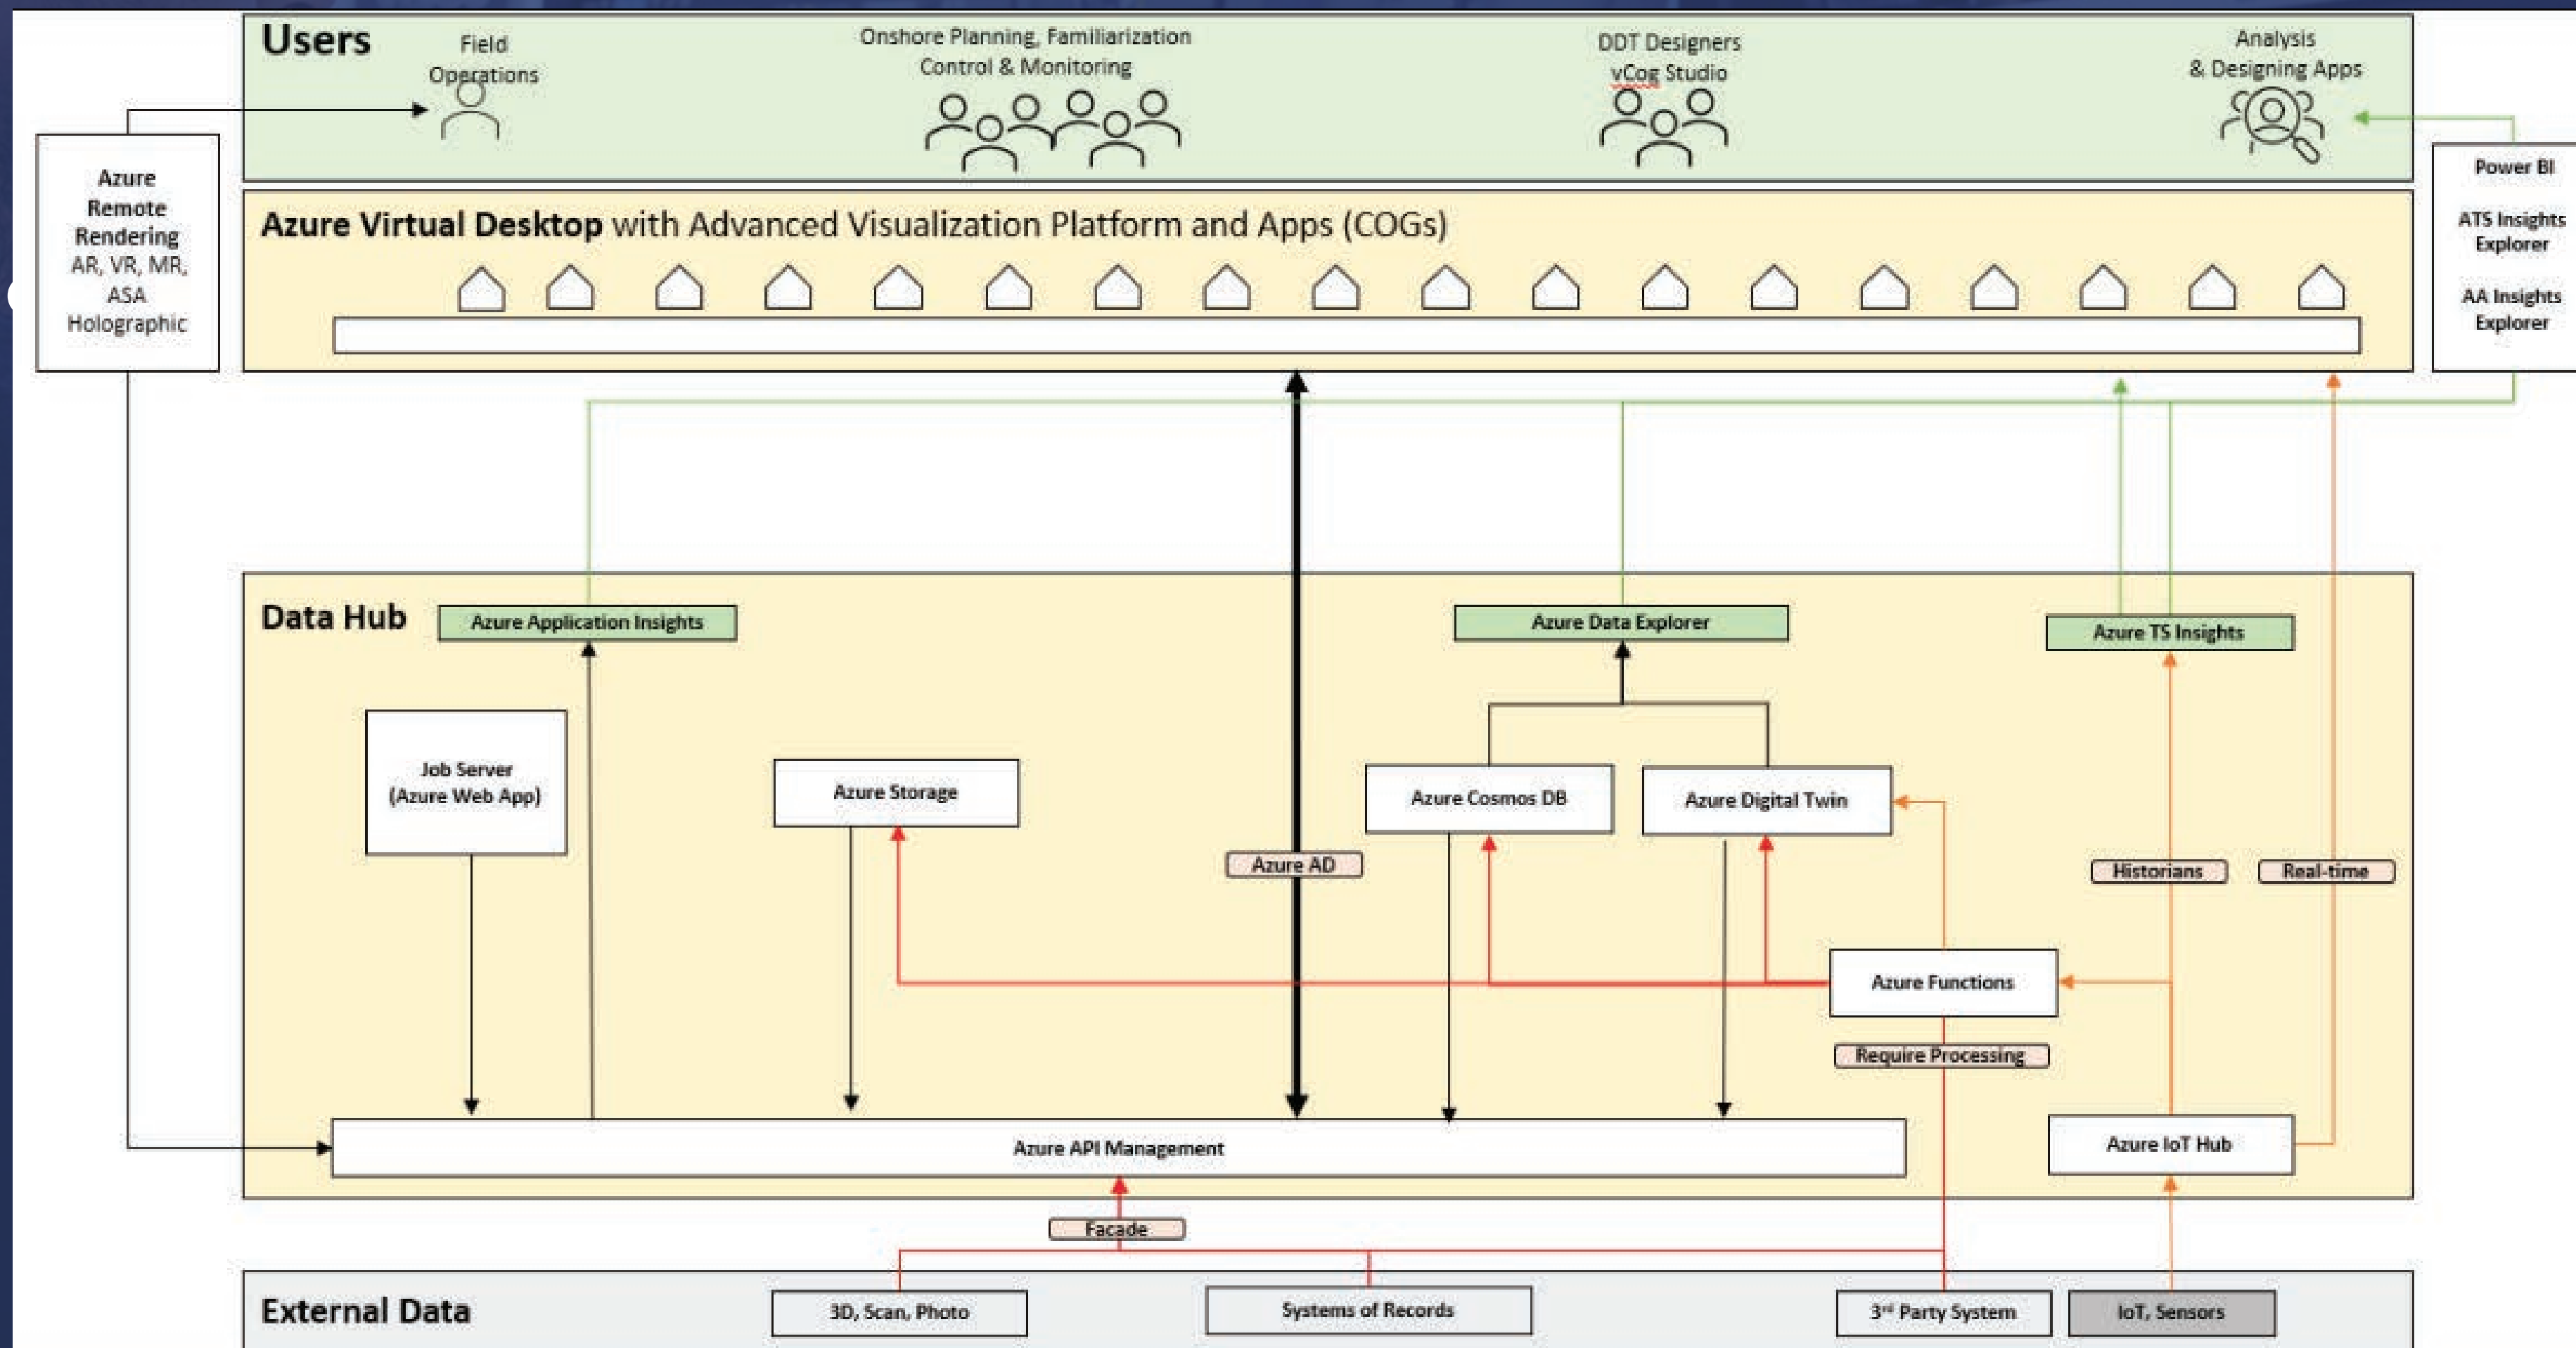 Users
Field
Operations
Onshore Planning, Familiarization
Control & Monitoring
DDT Designers
vCog Studio
Analysis
& Designing Apps
Azure
Remote
Rendering
AR, VR, MR,
ASA
Holographic
Power BI
ATS Insights
Explorer
AA Insights
Explorer
Azure Virtual Desktop with Advanced Visualization Platform and Apps (COGs)
Data Hub
Azure Application Insights
Azure Data Explorer
Azure TS Insights
Job Server
(Azure Web App)
Azure Storage
Azure Cosmos DB
Azure Digital Twin
Azure AD
Historians
Real-time
Azure Functions
Require Processing
Azure API Management
Azure IoT Hub
Facade
External Data
3D, Scan, Photo
Systems of Records
3rd Party System
IoT, Sensors